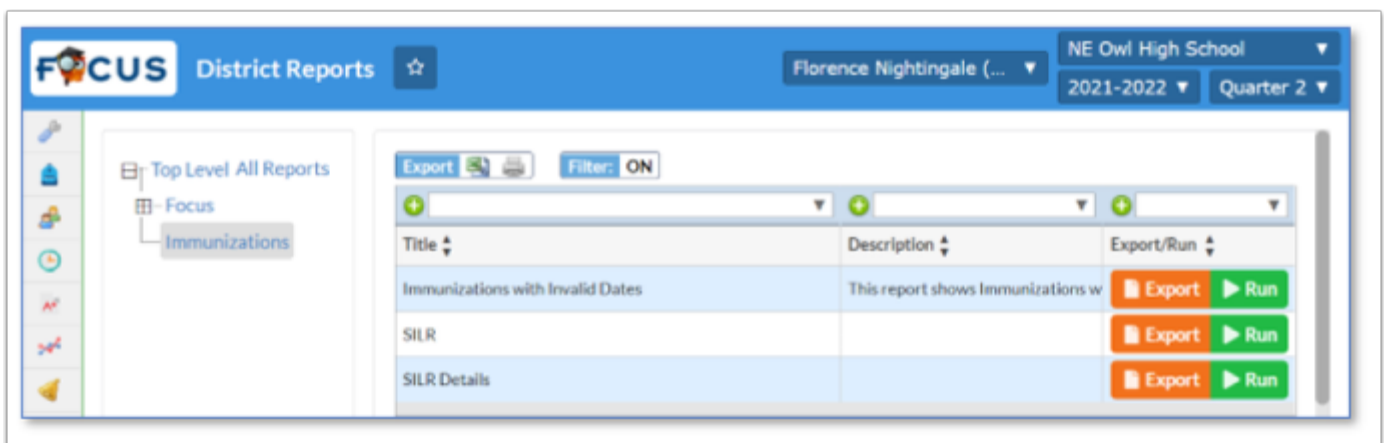 FOCUS District Reports
Florence Nightingale (...
NE Owl High School
2021-2022
Quarter 2
Top Level All Reports
Focus
Immunizations
Export
Filter: ON
Title
Description
Export/Run
Immunizations with Invalid Dates
This report shows Immunizations w
Export
Run
SILR
Export
Run
SILR Details
Export
Run